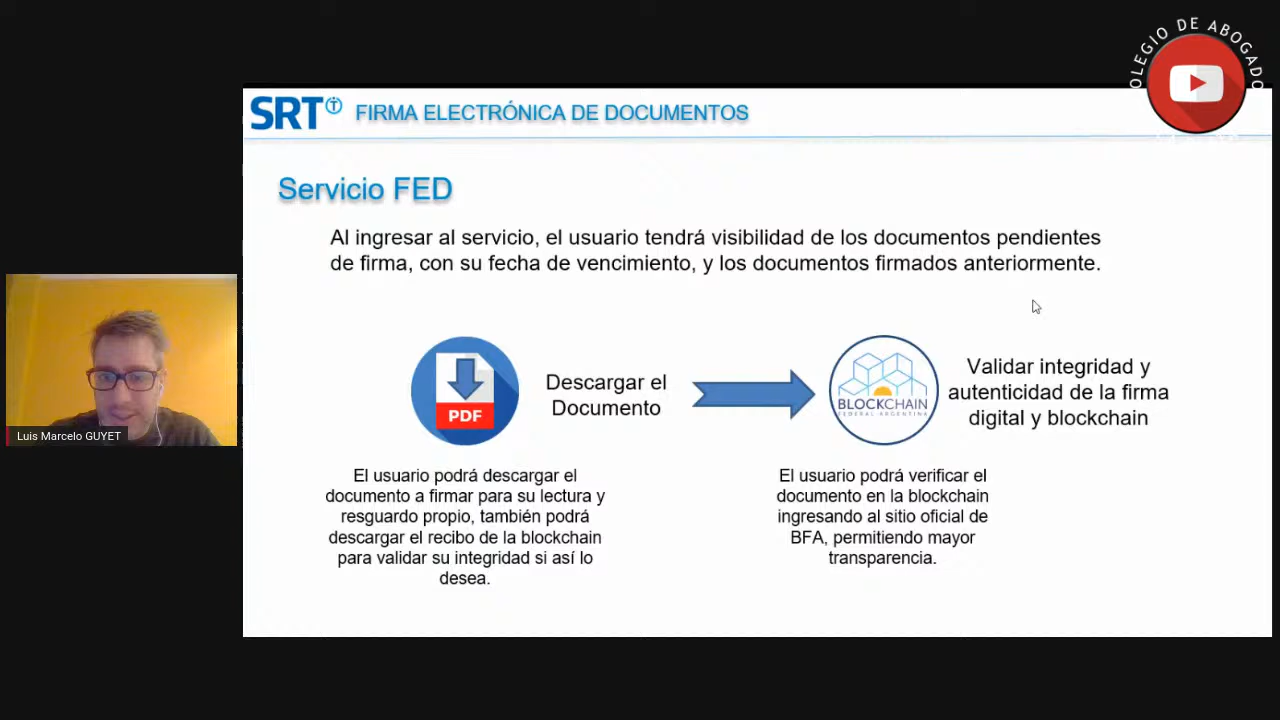 OLEGIO DE ABOGADO
SRT
FIRMA ELECTRÓNICA DE DOCUMENTOS
Servicio FED
Al ingresar al servicio, el usuario tendrá visibilidad de los documentos pendientes
de firma, con su fecha de vencimiento, y los documentos firmados anteriormente.
PDF
Descargar el
Documento
BLOCKCHAIN
FEDERAL ARGENTINA
Validar integridad y
autenticidad de la firma
digital y blockchain
Luis Marcelo GUYET
El usuario podrá descargar el
documento a firmar para su lectura y
resguardo propio, también podrá
descargar el recibo de la blockchain
para validar su integridad si así lo
desea.
El usuario podrá verificar el
documento en la blockchain
ingresando al sitio oficial de
BFA, permitiendo mayor
transparencia.